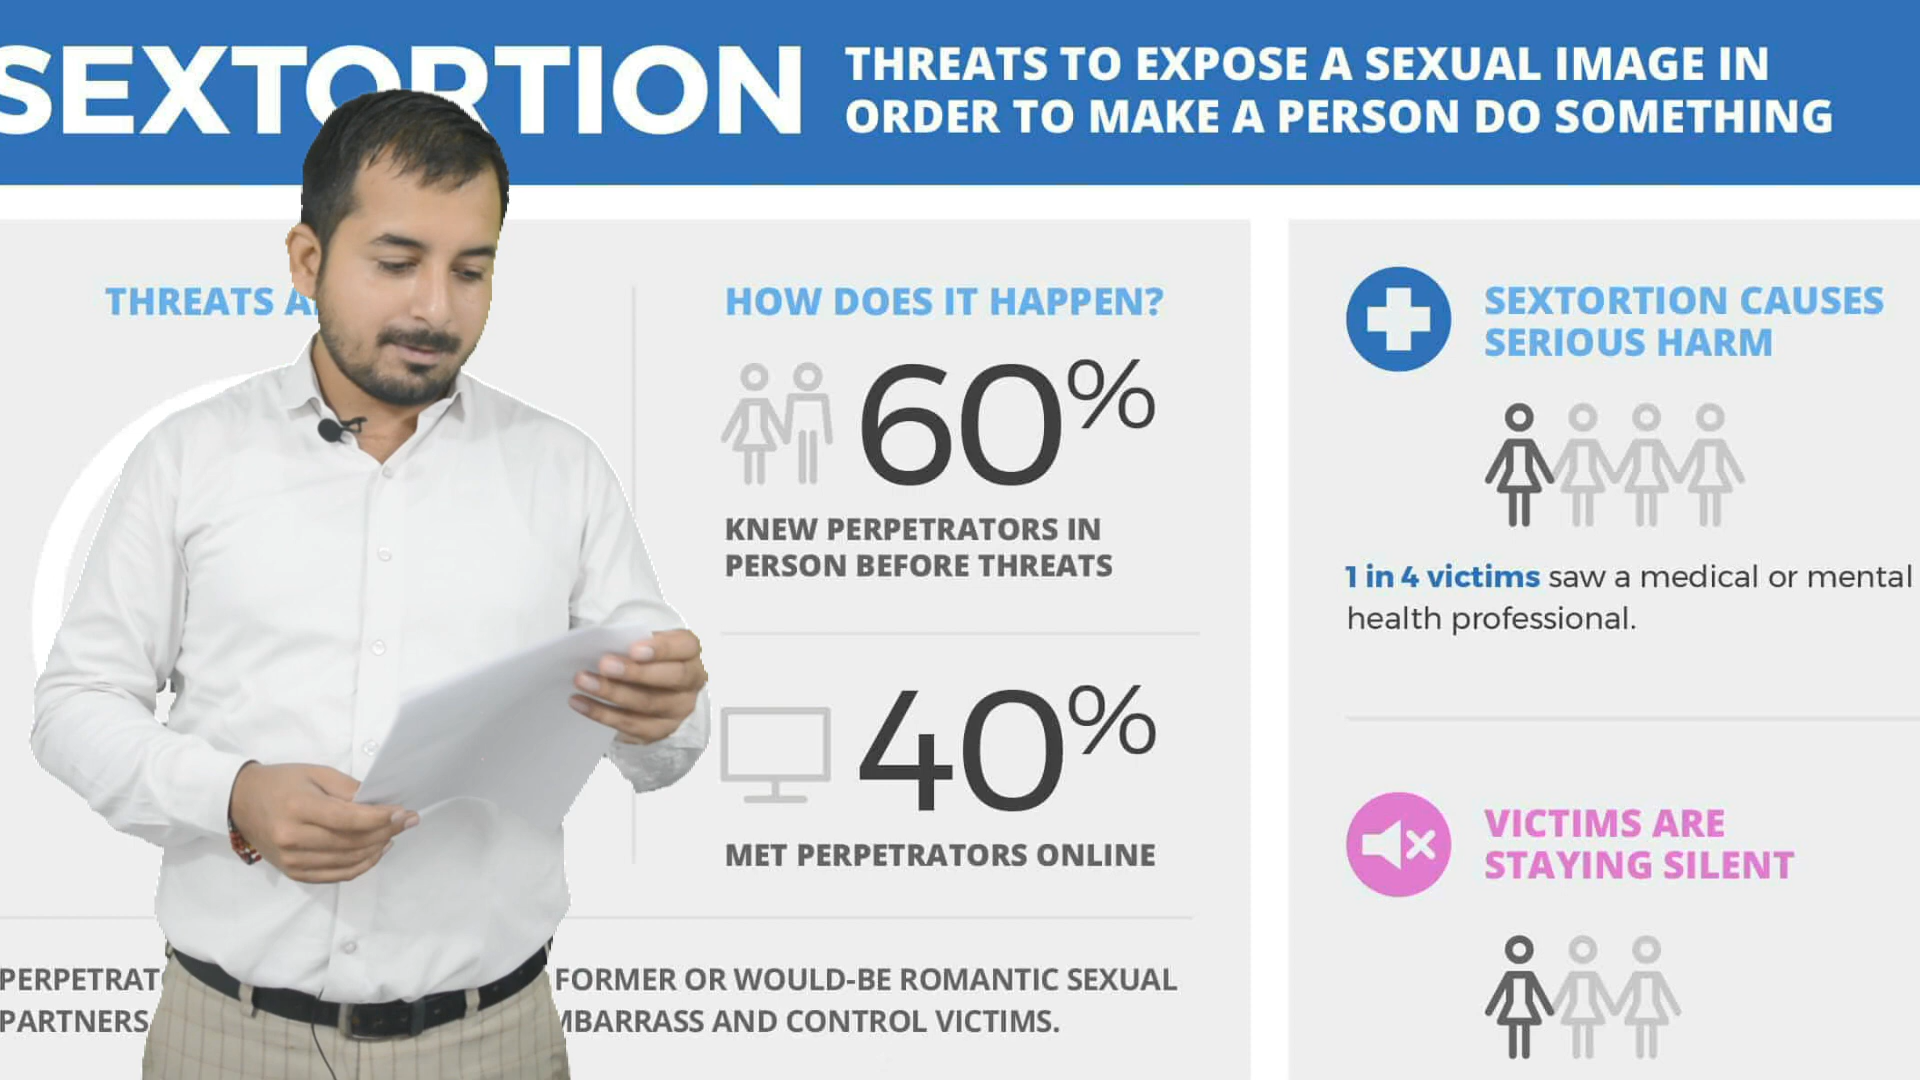 SEXTORTION
THREATS TO EXPOSE A SEXUAL IMAGE IN
ORDER TO MAKE A PERSON DO SOMETHING
THREATS
HOW DOES IT HAPPEN?
60%
KNEW PERPETRATORS IN
PERSON BEFORE THREATS
40%
MET PERPETRATORS ONLINE
FORMER OR WOULD-BE ROMANTIC SEXUAL
PARTNERS
AND CONTROL VICTIMS.
SEXTORTION CAUSES
SERIOUS HARM
1 in 4 victims saw a medical or mental
health professional.
VICTIMS ARE
STAYING SILENT